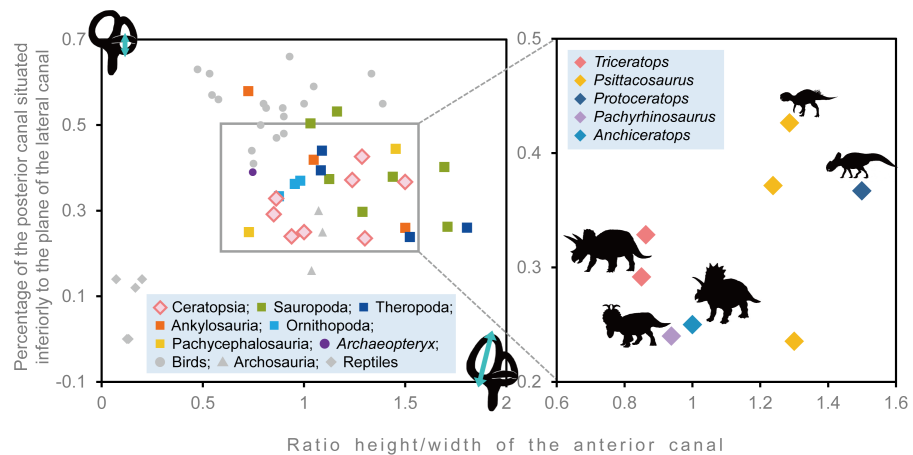 Percentage of the posterior canal situated
inferiorly to the plane of the lateral canal
0.7
0.5
0.3
0.1
-0.1
0
0.5
1
1.5
2
Ceratopsia; Sauropoda; Theropoda;
Ankylosauria; Ornithopoda;
Pachycephalosauria; Archaeopteryx;
Birds; Archosauria; Reptiles
0.5
0.4
0.3
0.2
0.6
0.8
1
1.2
1.4
1.6
Triceratops
Psittacosaurus
Protoceratops
Pachyrhinosaurus
Anchiceratops
Ratio height/width of the anterior canal